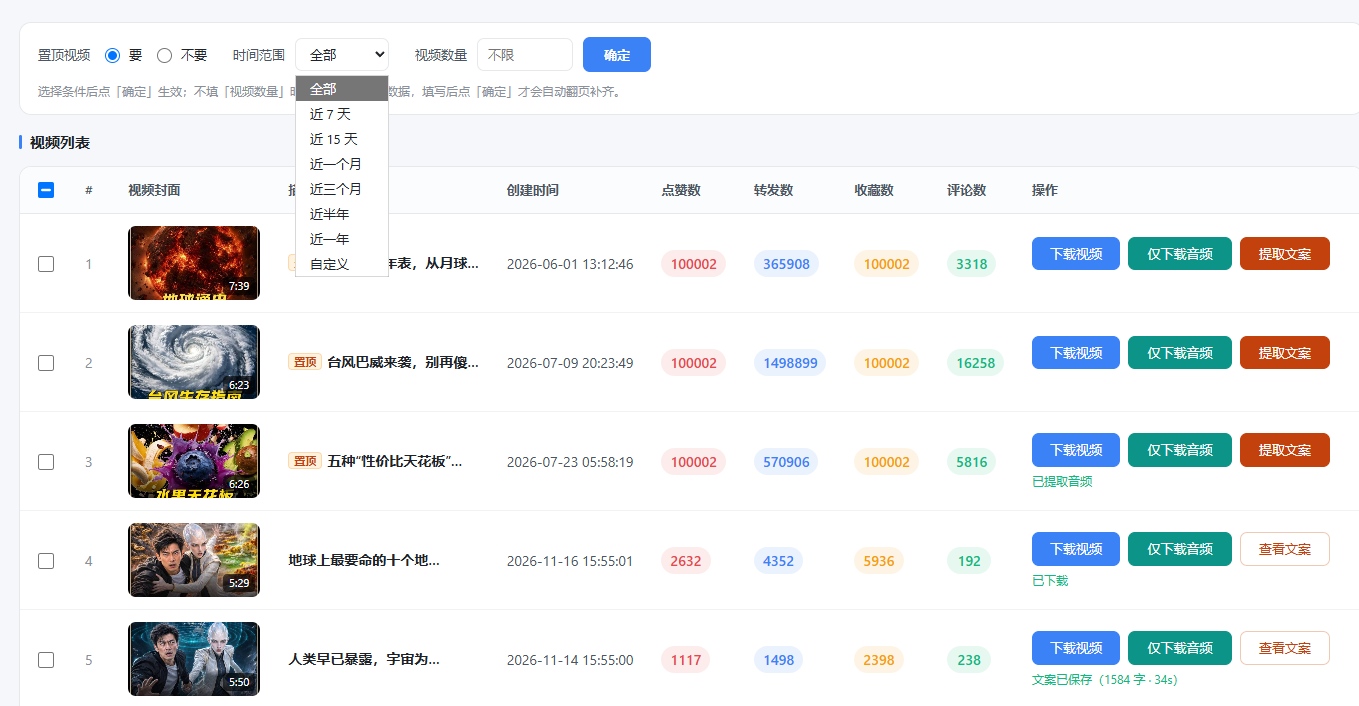 置顶视频 要 不要 时间范围 全部 视频数量 不限 确定
选择条件后点「确定」生效；不填「视频数量」 数据，填写后点「确定」才会自动翻页补齐。
全部
近 7 天
近 15 天
近一个月
近三个月
近半年
近一年
自定义
视频列表
# 视频封面 创建时间 点赞数 转发数 收藏数 评论数 操作
1 7:39 年表，从月球... 2026-06-01 13:12:46 100002 365908 100002 3318 下载视频 仅下载音频 提取文案
2 台风生存指南 6:23 置顶 台风巴威来袭，别再傻... 2026-07-09 20:23:49 100002 1498899 100002 16258 下载视频 仅下载音频 提取文案
3 水果天花板 6:26 置顶 五种“性价比天花板”... 2026-07-23 05:58:19 100002 570906 100002 5816 下载视频 仅下载音频 提取文案
已提取音频
4 5:29 地球上最要命的十个地... 2026-11-16 15:55:01 2632 4352 5936 192 下载视频 仅下载音频 查看文案
已下载
5 5:50 人类早已暴露，宇宙为... 2026-11-14 15:55:00 1117 1498 2398 238 下载视频 仅下载音频 查看文案
文案已保存（1584 字 · 34s）